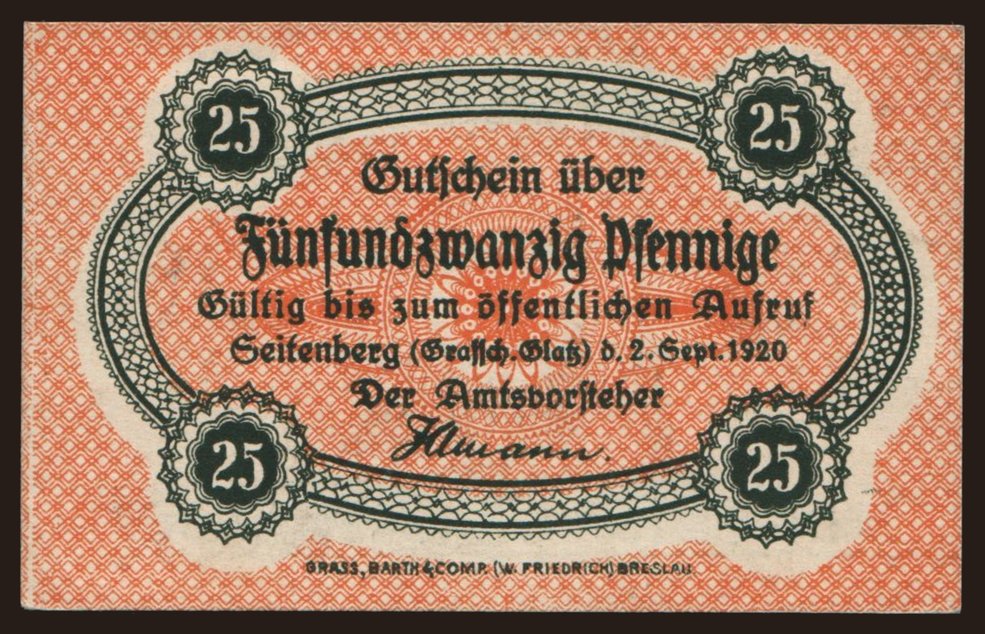 25 25
Gutschein über
Fünfundzwanzig Pfennige
Gültig bis zum öffentlichen Aufruf
Seitenberg (Grafsch. Glatz) d. 2. Sept. 1920
Der Amtsvorsteher
25 25
GRASS, BARTH & COMP. (W. FRIEDRICH) BRESLAU.